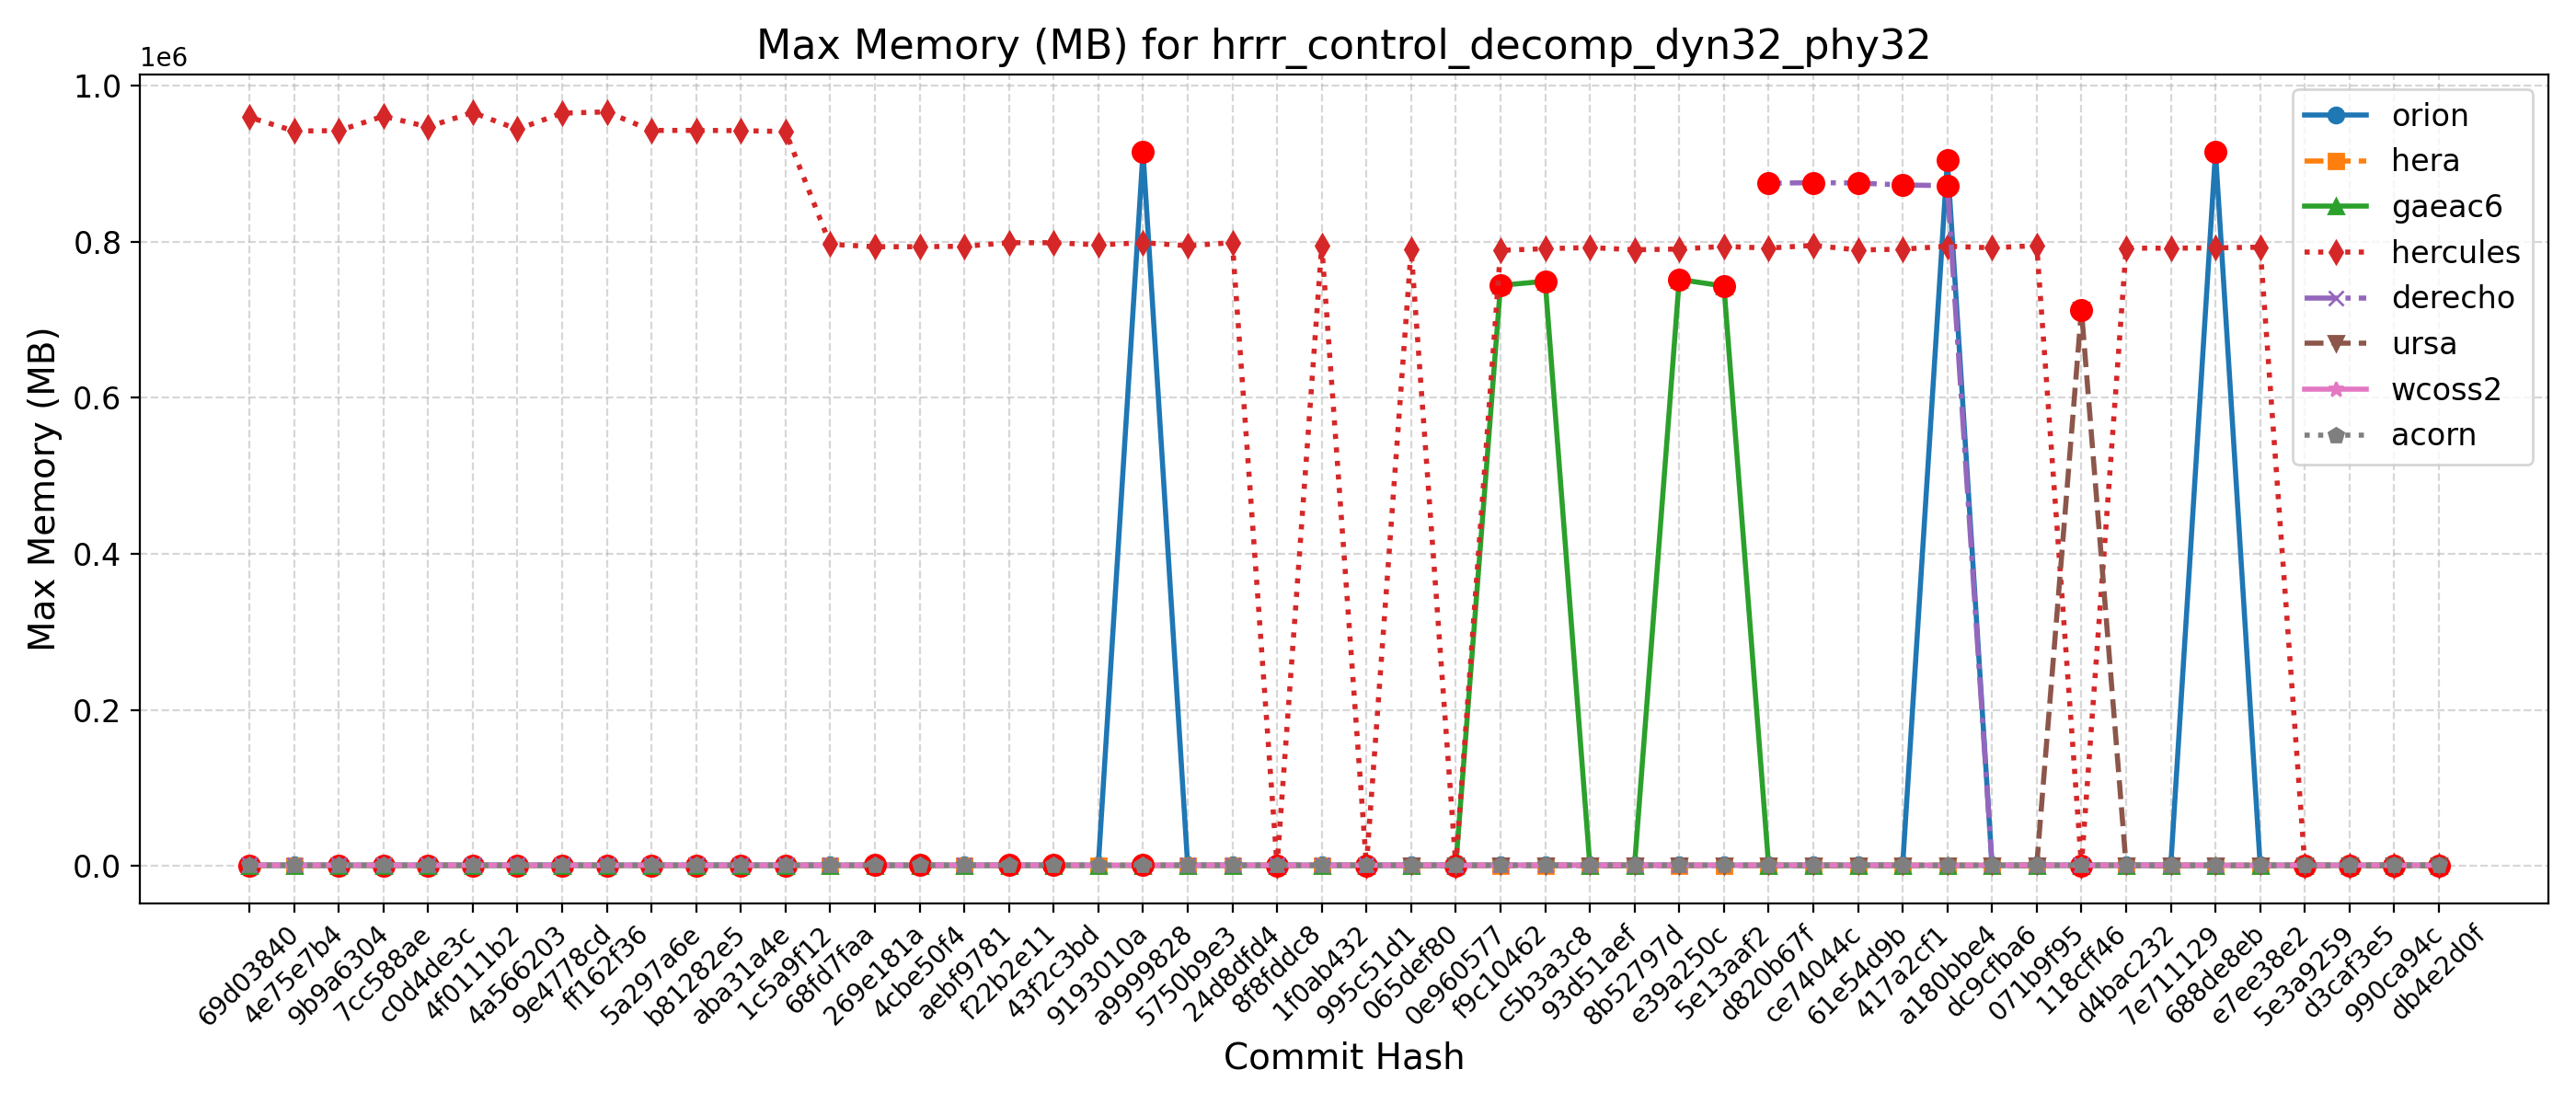 Max Memory (MB) for hrrr_control_decomp_dyn32_phy32
1e6
1.0
0.8
0.6
0.4
0.2
0.0
Max Memory (MB)
orion
hera
gaeac6
hercules
derecho
ursa
wcoss2
acorn
69d03840
4e75e7b4
9b9a6304
7cc588ae
c0d4de3c
4f0111b2
4a566203
9e4778cd
ff162f36
5a297a6e
b81282e5
aba31a4e
1c5a9f12
68fd7faa
269e181a
4cbe50f4
aebf9781
f22b2e11
43f2c3bd
9193010a
a9999828
5750b9e3
24d8dfd4
8f8fddc8
1f0ab432
995c51d1
065def80
0e960577
f9c10462
c5b3a3c8
93d51aef
8b52797d
e39a250c
5e13aaf2
d820b67f
ce74044c
61e54d9b
417a2cf1
a180bbe4
dc9cfba6
071b9f95
118cff46
d4bac232
7e711129
688de8eb
e7ee38e2
5e3a9259
d3caf3e5
990ca94c
db4e2d0f
Commit Hash